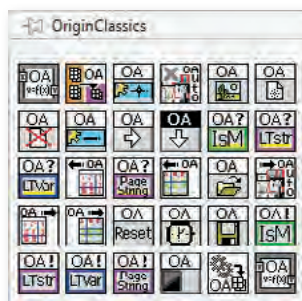 OriginClassics
OA v=f(x) OA OA X OA u t o OA OA
OA OA OA OA OA? IsM OA? LTstr
OA? LTVar OA OA? Page String OA OA OA
OA OA OA Reset OA OA OA! IsM
OA! LTstr OA! LTVar OA! Page String OA OA OA v=f(x)